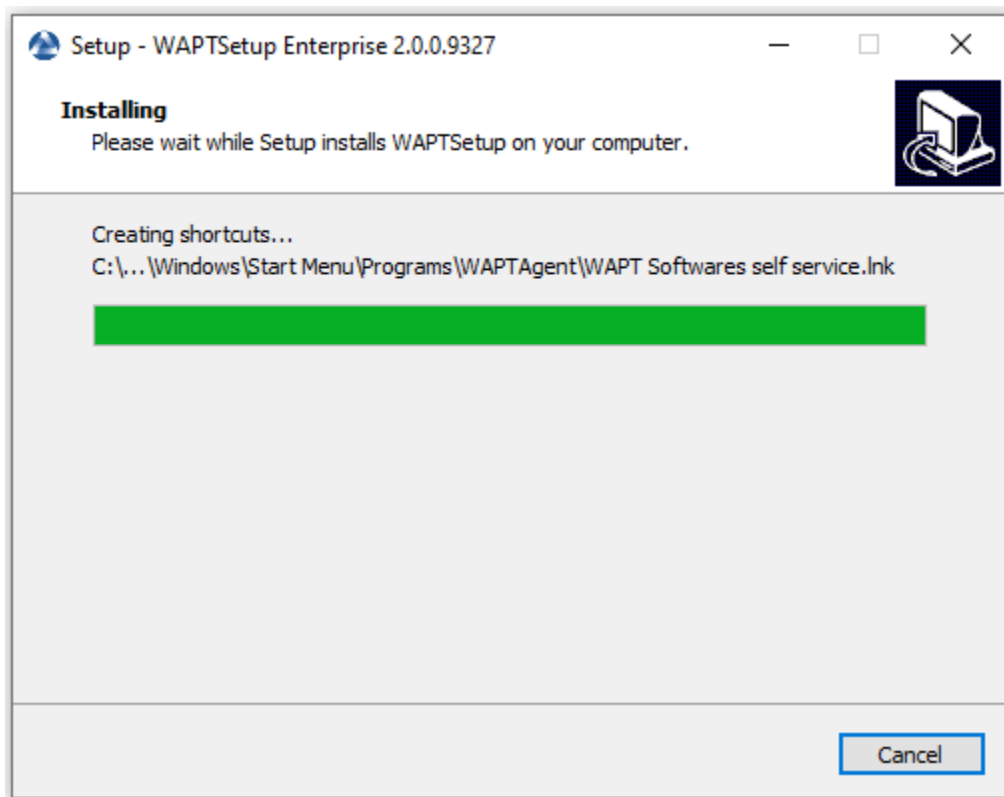 Setup - WAPTSetup Enterprise 2.0.0.9327
Installing
Please wait while Setup installs WAPTSetup on your computer.
Creating shortcuts...
C:\...\Windows\Start Menu\Programs\WAPTAgent\WAPT Softwares self service.lnk
Cancel